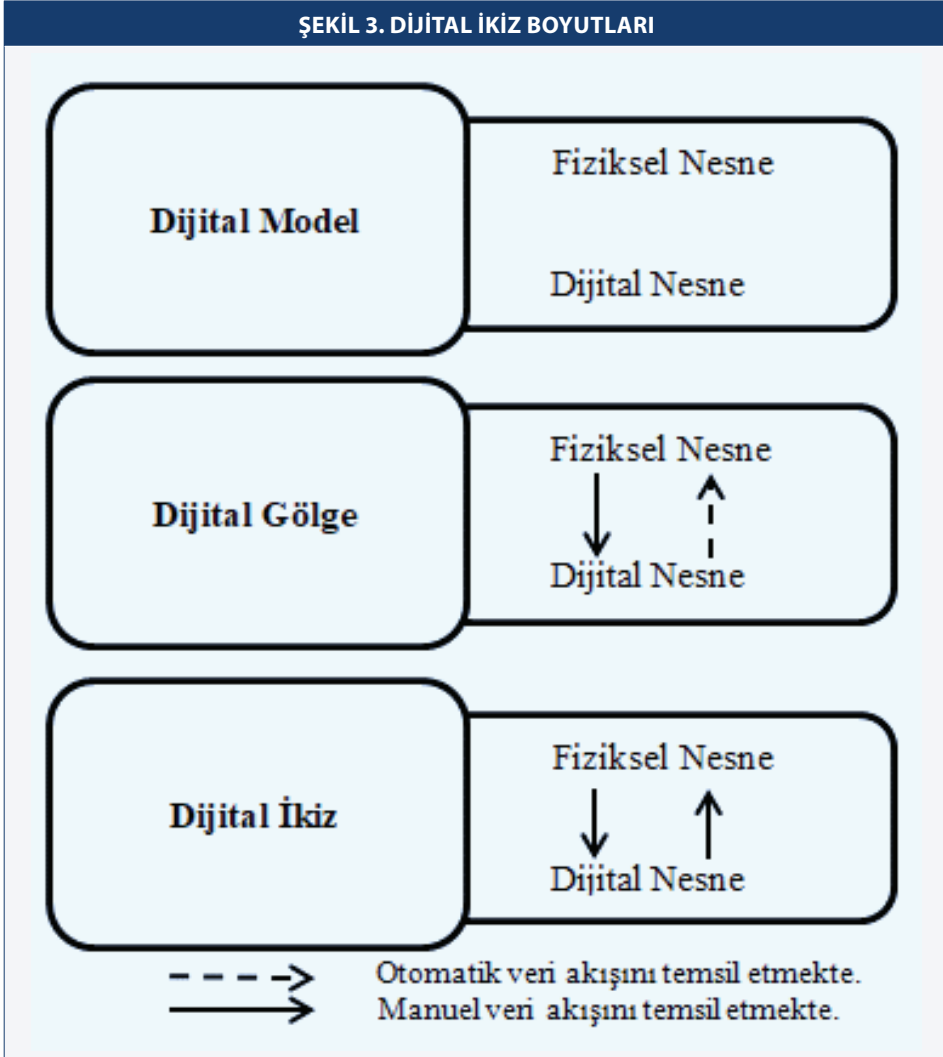 ŞEKİL 3. DİJİTAL İKİZ BOYUTLARI
Dijital Model
Fiziksel Nesne
Dijital Nesne
Dijital Gölge
Fiziksel Nesne
Dijital Nesne
Dijital İkiz
Fiziksel Nesne
Dijital Nesne
Otomatik veri akışını temsil etmekte.
Manuel veri akışını temsil etmekte.